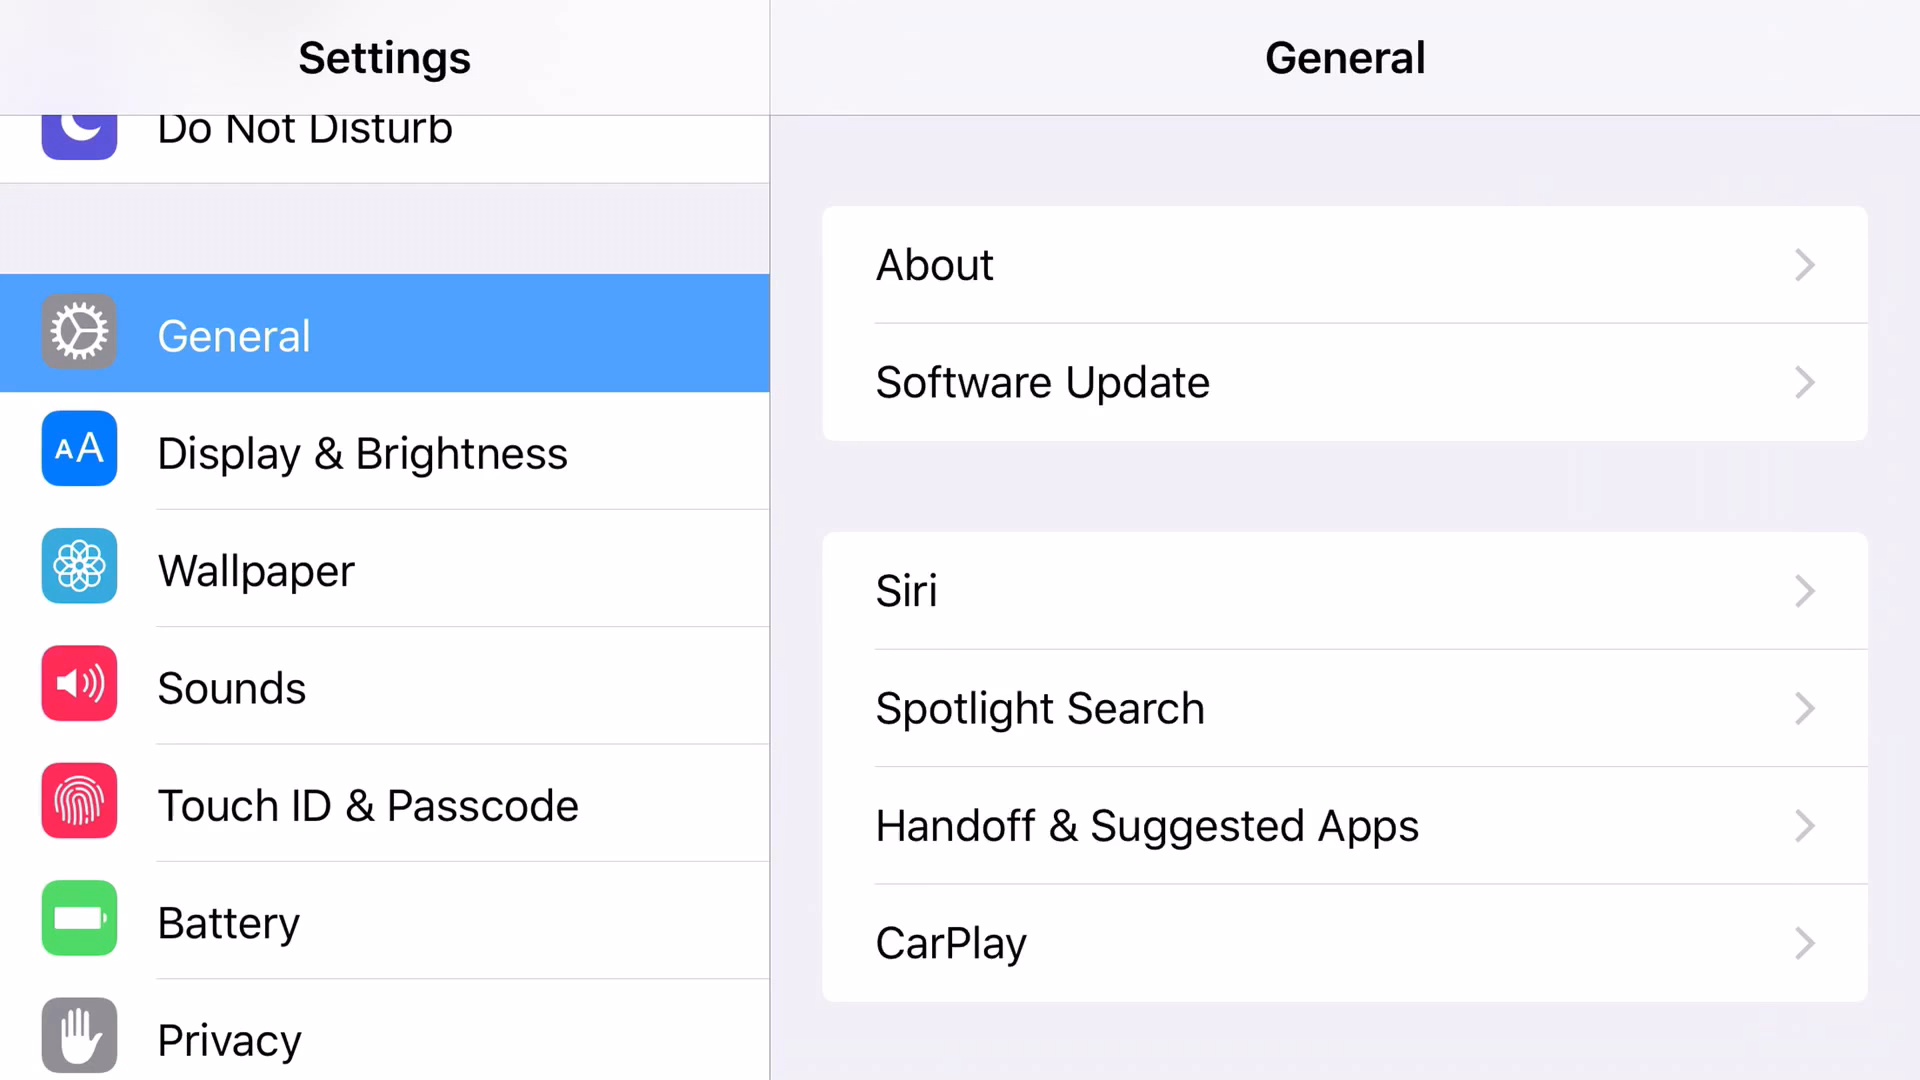 Settings
Do Not Disturb
General
AA Display & Brightness
Wallpaper
Sounds
Touch ID & Passcode
Battery
Privacy
General
About
Software Update
Siri
Spotlight Search
Handoff & Suggested Apps
CarPlay